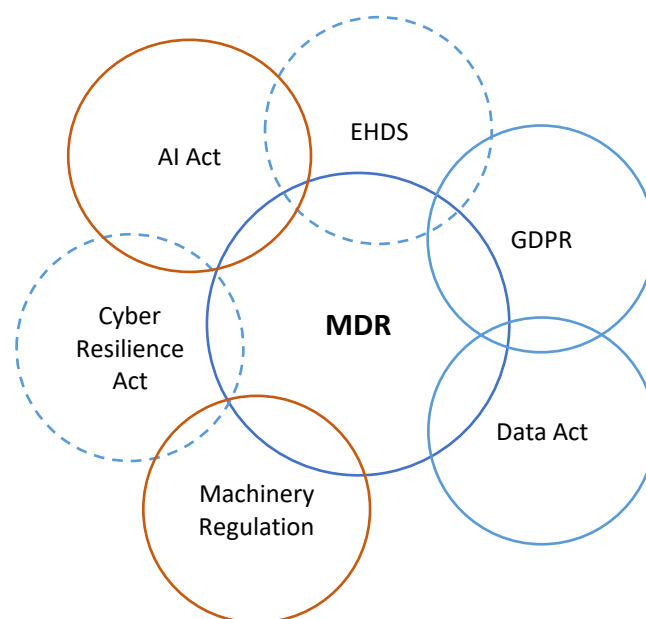 EHDS
AI Act
GDPR
Cyber
Resilience
Act
MDR
Data Act
Machinery
Regulation